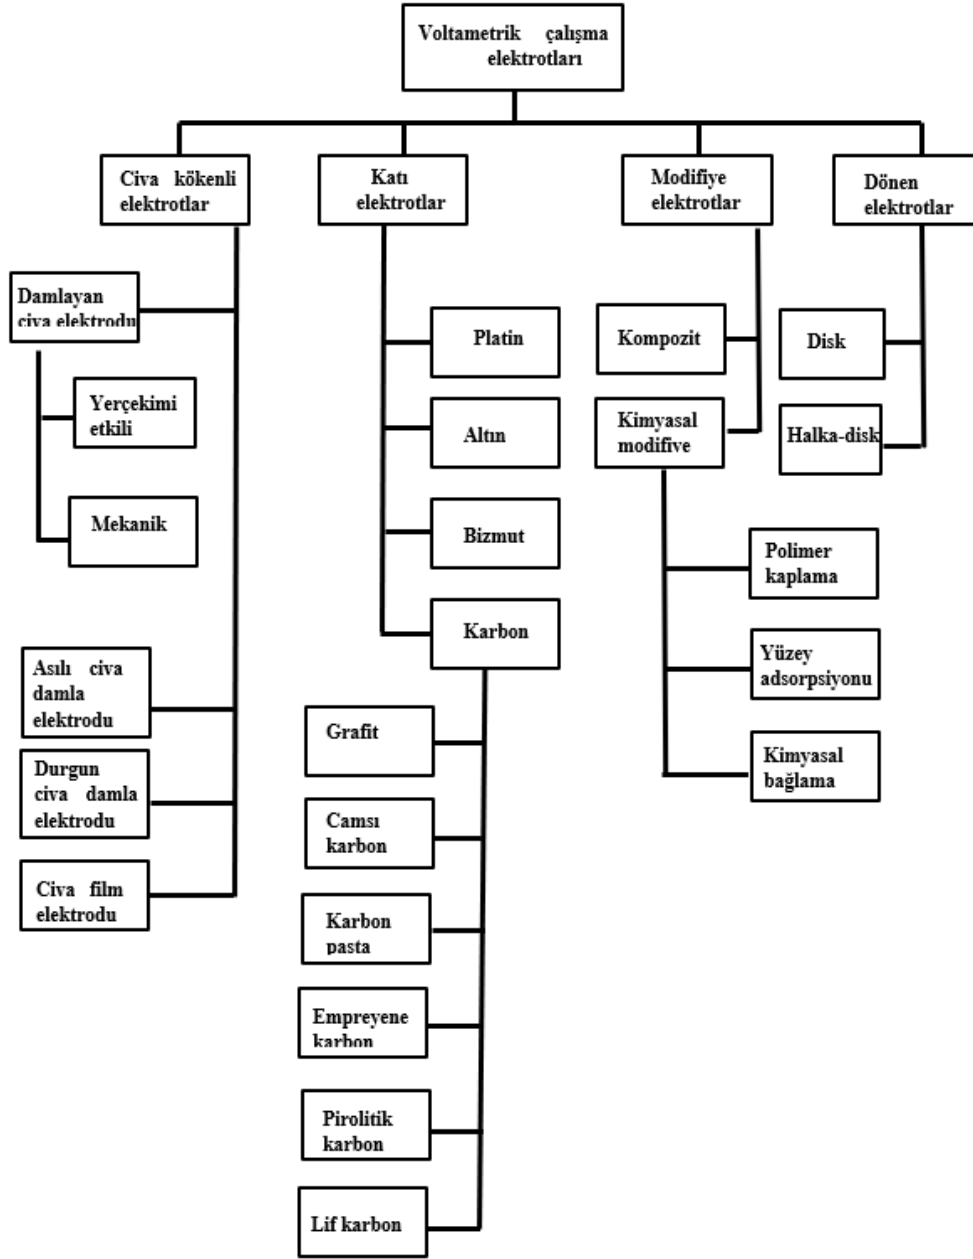 Voltametrik çalışma
elektrotları
Civa kökenli
elektrotlar
Katı
elektrotlar
Modifiye
elektrotlar
Dönen
elektrotlar
Damlayan
civa elektrodu
Yerçekimi
etkili
Mekanik
Asılı civa
damla
elektrodu
Durgun
civa damla
elektrodu
Civa film
elektrodu
Platin
Altın
Bizmut
Karbon
Grafit
Camsı
karbon
Karbon
pasta
Empreyene
karbon
Pirolitik
karbon
Lif karbon
Kompozit
Kimyasal
modifiye
Polimer
kaplama
Yüzey
adsorpsiyonu
Kimyasal
bağlama
Disk
Halka-disk